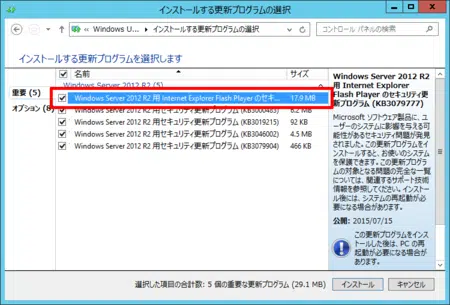 インストールする更新プログラムの選択
Windows U... ▸ インストールする更新プログラムの選択
コントロール パネルの検索
インストールする更新プログラムを選択します
名前 サイズ
重要 (5)
オプション (8)
Windows Server 2012 R2 (5)
Windows Server 2012 R2 用 Internet Explorer Flash Player のセキ... 17.9 MB
Windows Server 2012 R2 用セキュリティ更新プログラム (KB3000483) 6.2 MB
Windows Server 2012 R2 用セキュリティ更新プログラム (KB3019215) 92 KB
Windows Server 2012 R2 用セキュリティ更新プログラム (KB3046002) 4.5 MB
Windows Server 2012 R2 用セキュリティ更新プログラム (KB3079904) 466 KB
Windows Server 2012 R2
用 Internet Explorer
Flash Player のセキュリティ更新
プログラム (KB3079777)
Microsoft ソフトウェア製品に、ユ
ーザーのシステムに影響を与える可
能性があるセキュリティ問題が発見
されました。この更新プログラムをイ
ンストールすると、お使いのシステム
を保護できます。この更新プログラ
ムの対象となる問題の完全な一覧
については、関連するサポート技術
情報を参照してください。インストー
ル後には、システムの再起動が必
要になる場合があります。
公開: 2015/07/15
この更新プログラムをインスト
ールした後は、PC の再
起動が必要になる場合が
あります。
選択した項目の合計数: 5 個の重要な更新プログラム (29.1 MB)
インストール
キャンセル